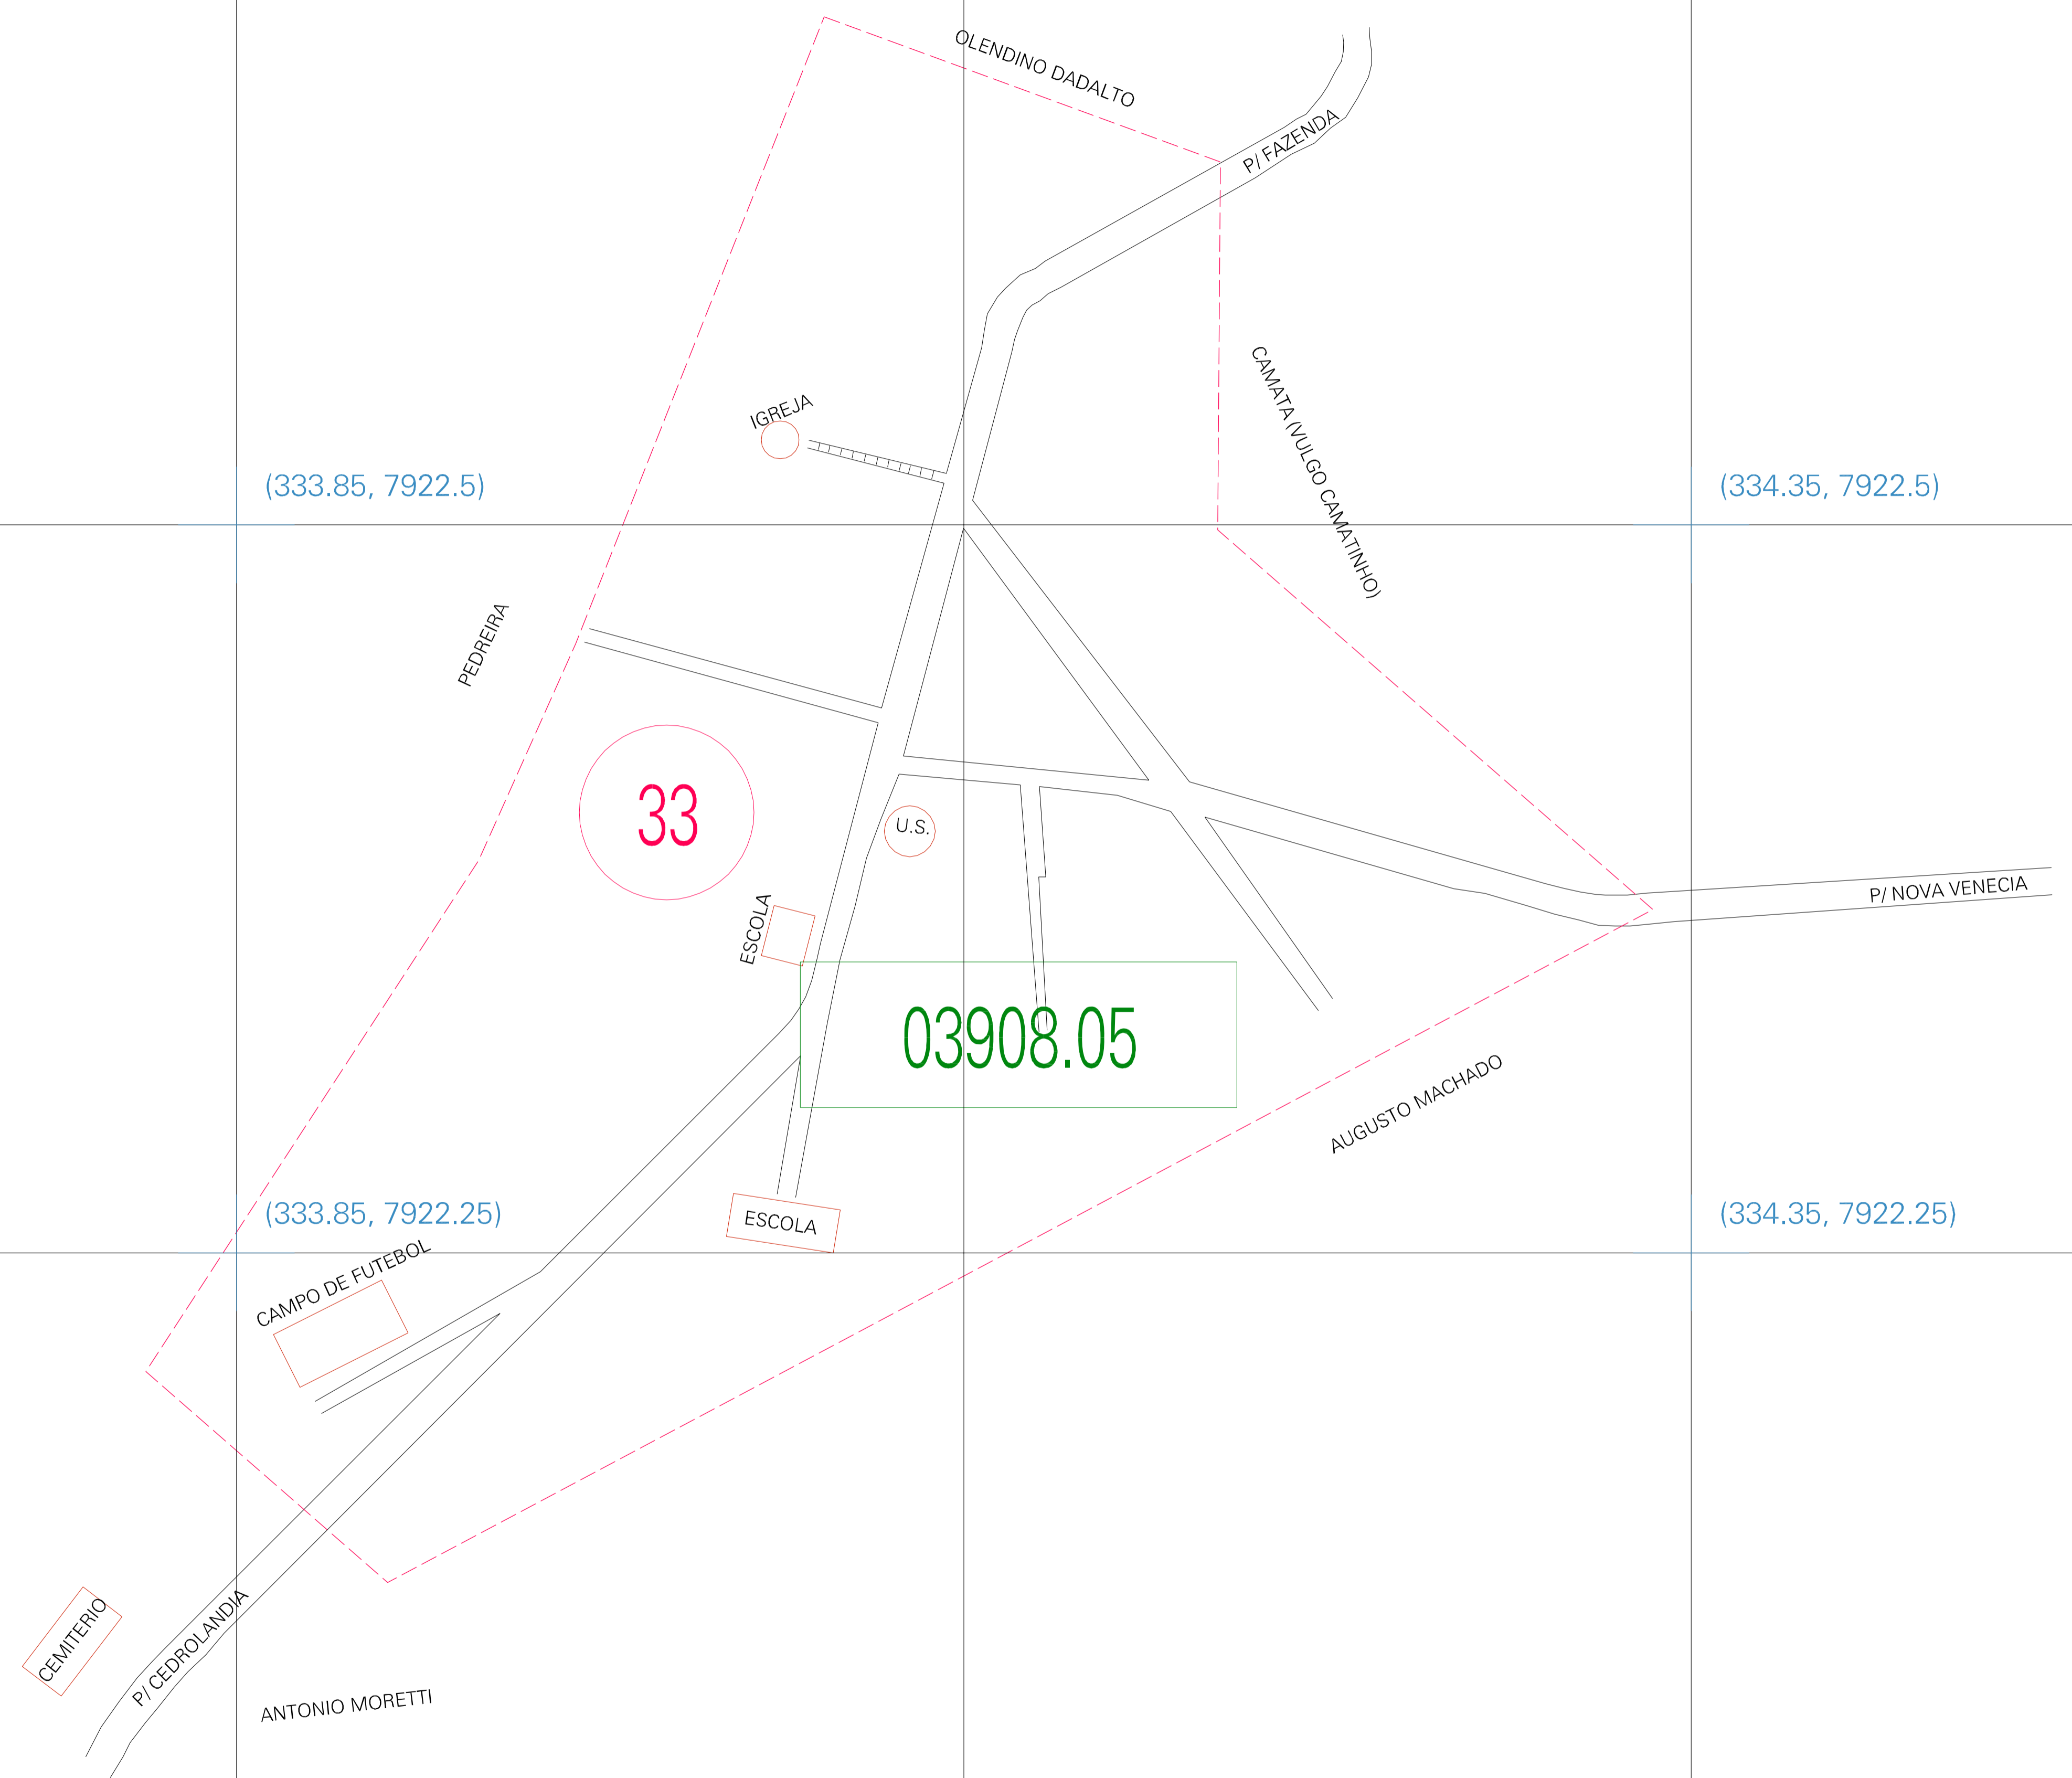 OLENDINO DADALTO
P/ FAZENDA
CAMATA (VULGO CAMATINHO)
IGREJA
(333.85, 7922.5)
(334.35, 7922.5)
PEDREIRA
33
U.S.
P/ NOVA VENECIA
ESCOLA
03908.05
AUGUSTO MACHADO
(333.85, 7922.25)
ESCOLA
(334.35, 7922.25)
CAMPO DE FUTEBOL
CEMITERIO
P/ CEDROLANDIA
ANTONIO MORETTI